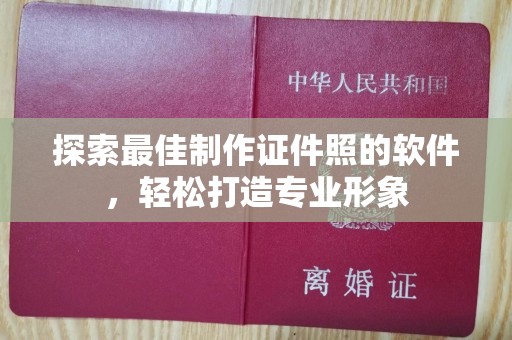 中华人民共和国
探索最佳制作证件照的软件
，轻松打造专业形象
离婚证